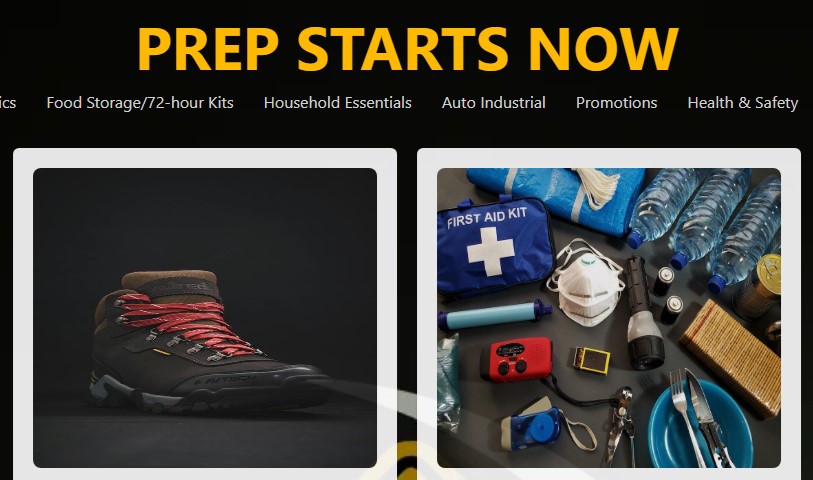 PREP STARTS NOW
ics Food Storage/72-hour Kits Household Essentials Auto Industrial Promotions Health & Safety
FIRST AID KIT